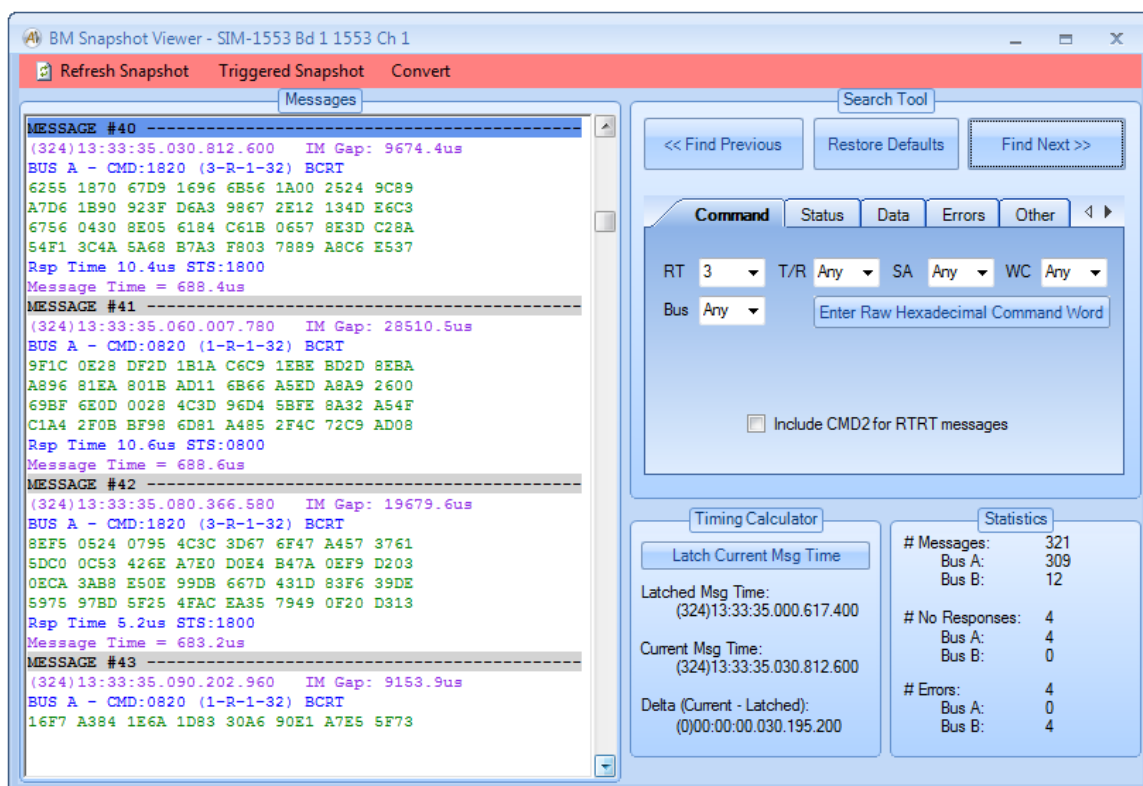 BM Snapshot Viewer - SIM-1553 Bd 1 1553 Ch 1
Refresh Snapshot Triggered Snapshot Convert
Messages
MESSAGE #40 --------------------------------------------
(324)13:33:35.030.812.600 IM Gap: 9674.4us
BUS A - CMD:1820 (3-R-1-32) BCRT
6255 1870 67D9 1696 6B56 1A00 2524 9C89
A7D6 1B90 923F D6A3 9867 2E12 134D E6C3
6756 0430 8E05 6184 C61B 0657 8E3D C28A
54F1 3C4A 5A68 B7A3 F803 7889 A8C6 E537
Rsp Time 10.4us STS:1800
Message Time = 688.4us
MESSAGE #41 --------------------------------------------
(324)13:33:35.060.007.780 IM Gap: 28510.5us
BUS A - CMD:0820 (1-R-1-32) BCRT
9F1C 0E28 DF2D 1B1A C6C9 1EBE BD2D 8EBA
A896 81EA 801B AD11 6B66 A5ED A8A9 2600
69BF 6E0D 0028 4C3D 96D4 5BFE 8A32 A54F
C1A4 2F0B BF98 6D81 A485 2F4C 72C9 AD08
Rsp Time 10.6us STS:0800
Message Time = 688.6us
MESSAGE #42 --------------------------------------------
(324)13:33:35.080.366.580 IM Gap: 19679.6us
BUS A - CMD:1820 (3-R-1-32) BCRT
8EF5 0524 0795 4C3C 3D67 6F47 A457 3761
5DC0 0C53 426E A7E0 D0E4 B47A 0EF9 D203
0ECA 3AB8 E50E 99DB 667D 431D 83F6 39DE
5975 97BD 5F25 4FAC EA35 7949 0F20 D313
Rsp Time 5.2us STS:1800
Message Time = 683.2us
MESSAGE #43 --------------------------------------------
(324)13:33:35.090.202.960 IM Gap: 9153.9us
BUS A - CMD:0820 (1-R-1-32) BCRT
16F7 A384 1E6A 1D83 30A6 90E1 A7E5 5F73
Search Tool
<< Find Previous Restore Defaults Find Next >>
Command Status Data Errors Other
RT 3 T/R Any SA Any WC Any
Bus Any Enter Raw Hexadecimal Command Word
Include CMD2 for RTRT messages
Timing Calculator
Latch Current Msg Time
Latched Msg Time:
(324)13:33:35.000.617.400
Current Msg Time:
(324)13:33:35.030.812.600
Delta (Current - Latched):
(0)00:00:00.030.195.200
Statistics
# Messages: 321
Bus A: 309
Bus B: 12
# No Responses: 4
Bus A: 4
Bus B: 0
# Errors: 4
Bus A: 0
Bus B: 4